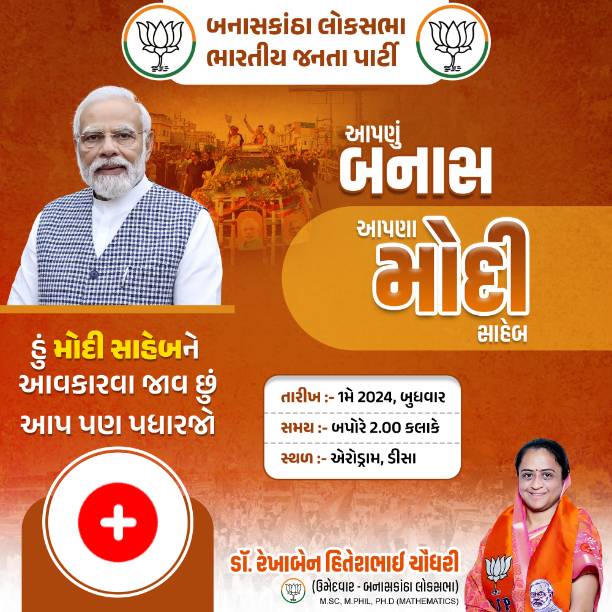 બનાસકાંઠા લોકસભા
ભારતીય જનતા પાર્ટી
આપણું
બનાસ
આપણા
મોદી
સાહેબ
હું મોદી સાહેબને
આવકારવા જાવ છું
આપ પણ પધારજો
તારીખ :- 1મે 2024, બુધવાર
સમય :- બપોરે 2.00 કલાકે
સ્થળ :- એરોડ્રામ, ડીસા
ડૉ. રેખાબેન હિતેશભાઈ ચૌધરી
(ઉમેદવાર - બનાસકાંઠા લોકસભા)
M.SC, M.PHIL, PH.D (MATHEMATICS)